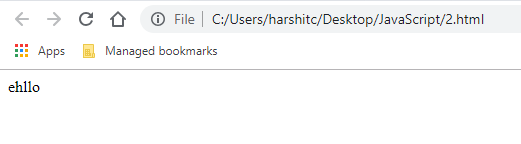 File C:/Users/harshitc/Desktop/JavaScript/2.html
Apps Managed bookmarks
ehllo